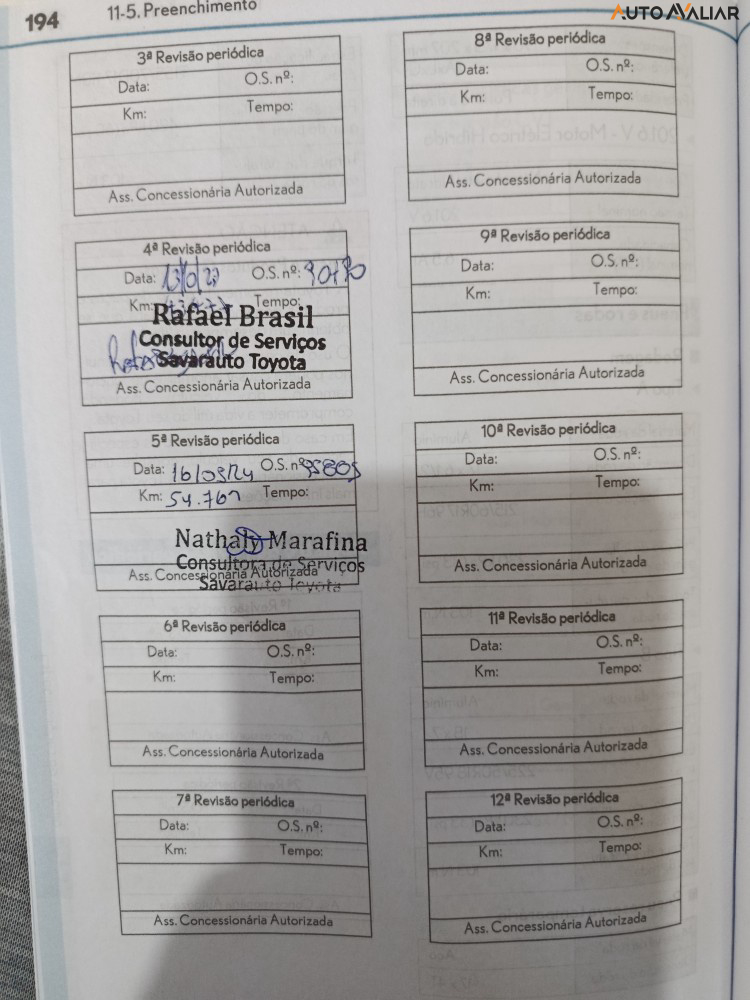 194
11-5. Preenchimento
AUTO AVALIAR
3ª Revisão periódica
Data: O.S. nº:
Km: Tempo:
Ass. Concessionária Autorizada
4ª Revisão periódica
Data: O.S. nº:
Km: Tempo:
Rafael Brasil
Consultor de Serviços
Savarauto Toyota
Ass. Concessionária Autorizada
5ª Revisão periódica
Data: 16/05/24 O.S. nº
Km: 54.761 Tempo:
Nathaly Marafina
Consultora de Serviços
Ass. Concessionária Autorizada
Savarauto Toyota
6ª Revisão periódica
Data: O.S. nº:
Km: Tempo:
Ass. Concessionária Autorizada
7ª Revisão periódica
Data: O.S. nº:
Km: Tempo:
Ass. Concessionária Autorizada
8ª Revisão periódica
Data: O.S. nº:
Km: Tempo:
Ass. Concessionária Autorizada
9ª Revisão periódica
Data: O.S. nº:
Km: Tempo:
Ass. Concessionária Autorizada
10ª Revisão periódica
Data: O.S. nº:
Km: Tempo:
Ass. Concessionária Autorizada
11ª Revisão periódica
Data: O.S. nº:
Km: Tempo:
Ass. Concessionária Autorizada
12ª Revisão periódica
Data: O.S. nº:
Km: Tempo:
Ass. Concessionária Autorizada